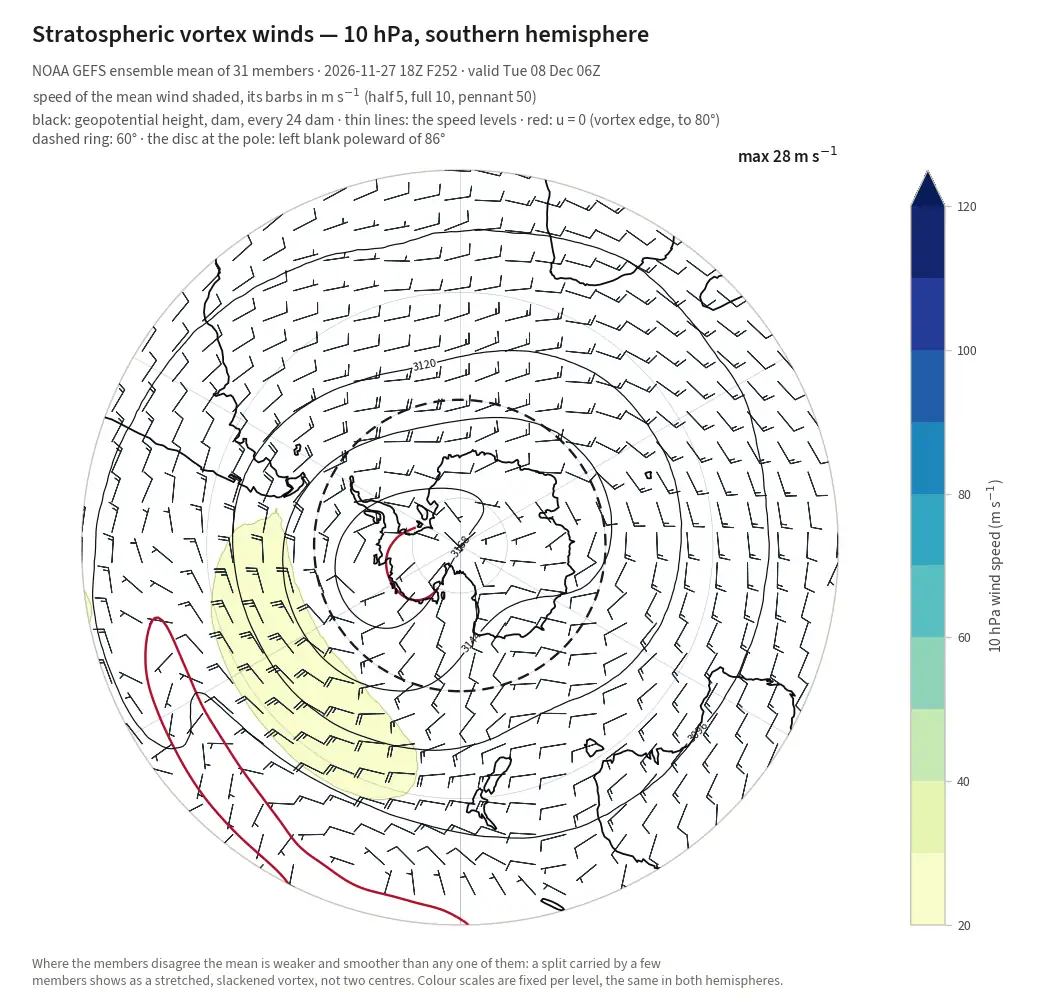 Stratospheric vortex winds — 10 hPa, southern hemisphere
NOAA GEFS ensemble mean of 31 members · 2026-11-27 18Z F252 · valid Tue 08 Dec 06Z
speed of the mean wind shaded, its barbs in m s⁻¹ (half 5, full 10, pennant 50)
black: geopotential height, dam, every 24 dam · thin lines: the speed levels · red: u = 0 (vortex edge, to 80°)
dashed ring: 60° · the disc at the pole: left blank poleward of 86°
max 28 m s⁻¹
120
100
80
60
40
20
10 hPa wind speed (m s⁻¹)
3120
3168
3144
3096
Where the members disagree the mean is weaker and smoother than any one of them: a split carried by a few
members shows as a stretched, slackened vortex, not two centres. Colour scales are fixed per level, the same in both hemispheres.